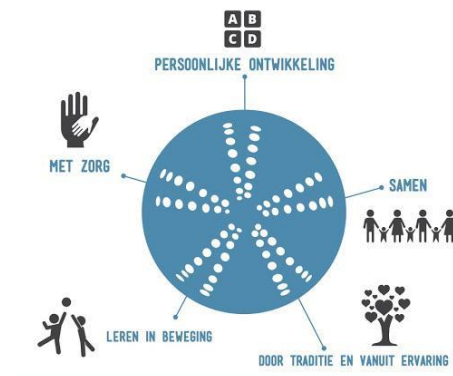 A B
C D
PERSOONLIJKE ONTWIKKELING
MET ZORG
SAMEN
LEREN IN BEWEGING
DOOR TRADITIE EN VANUIT ERVARING